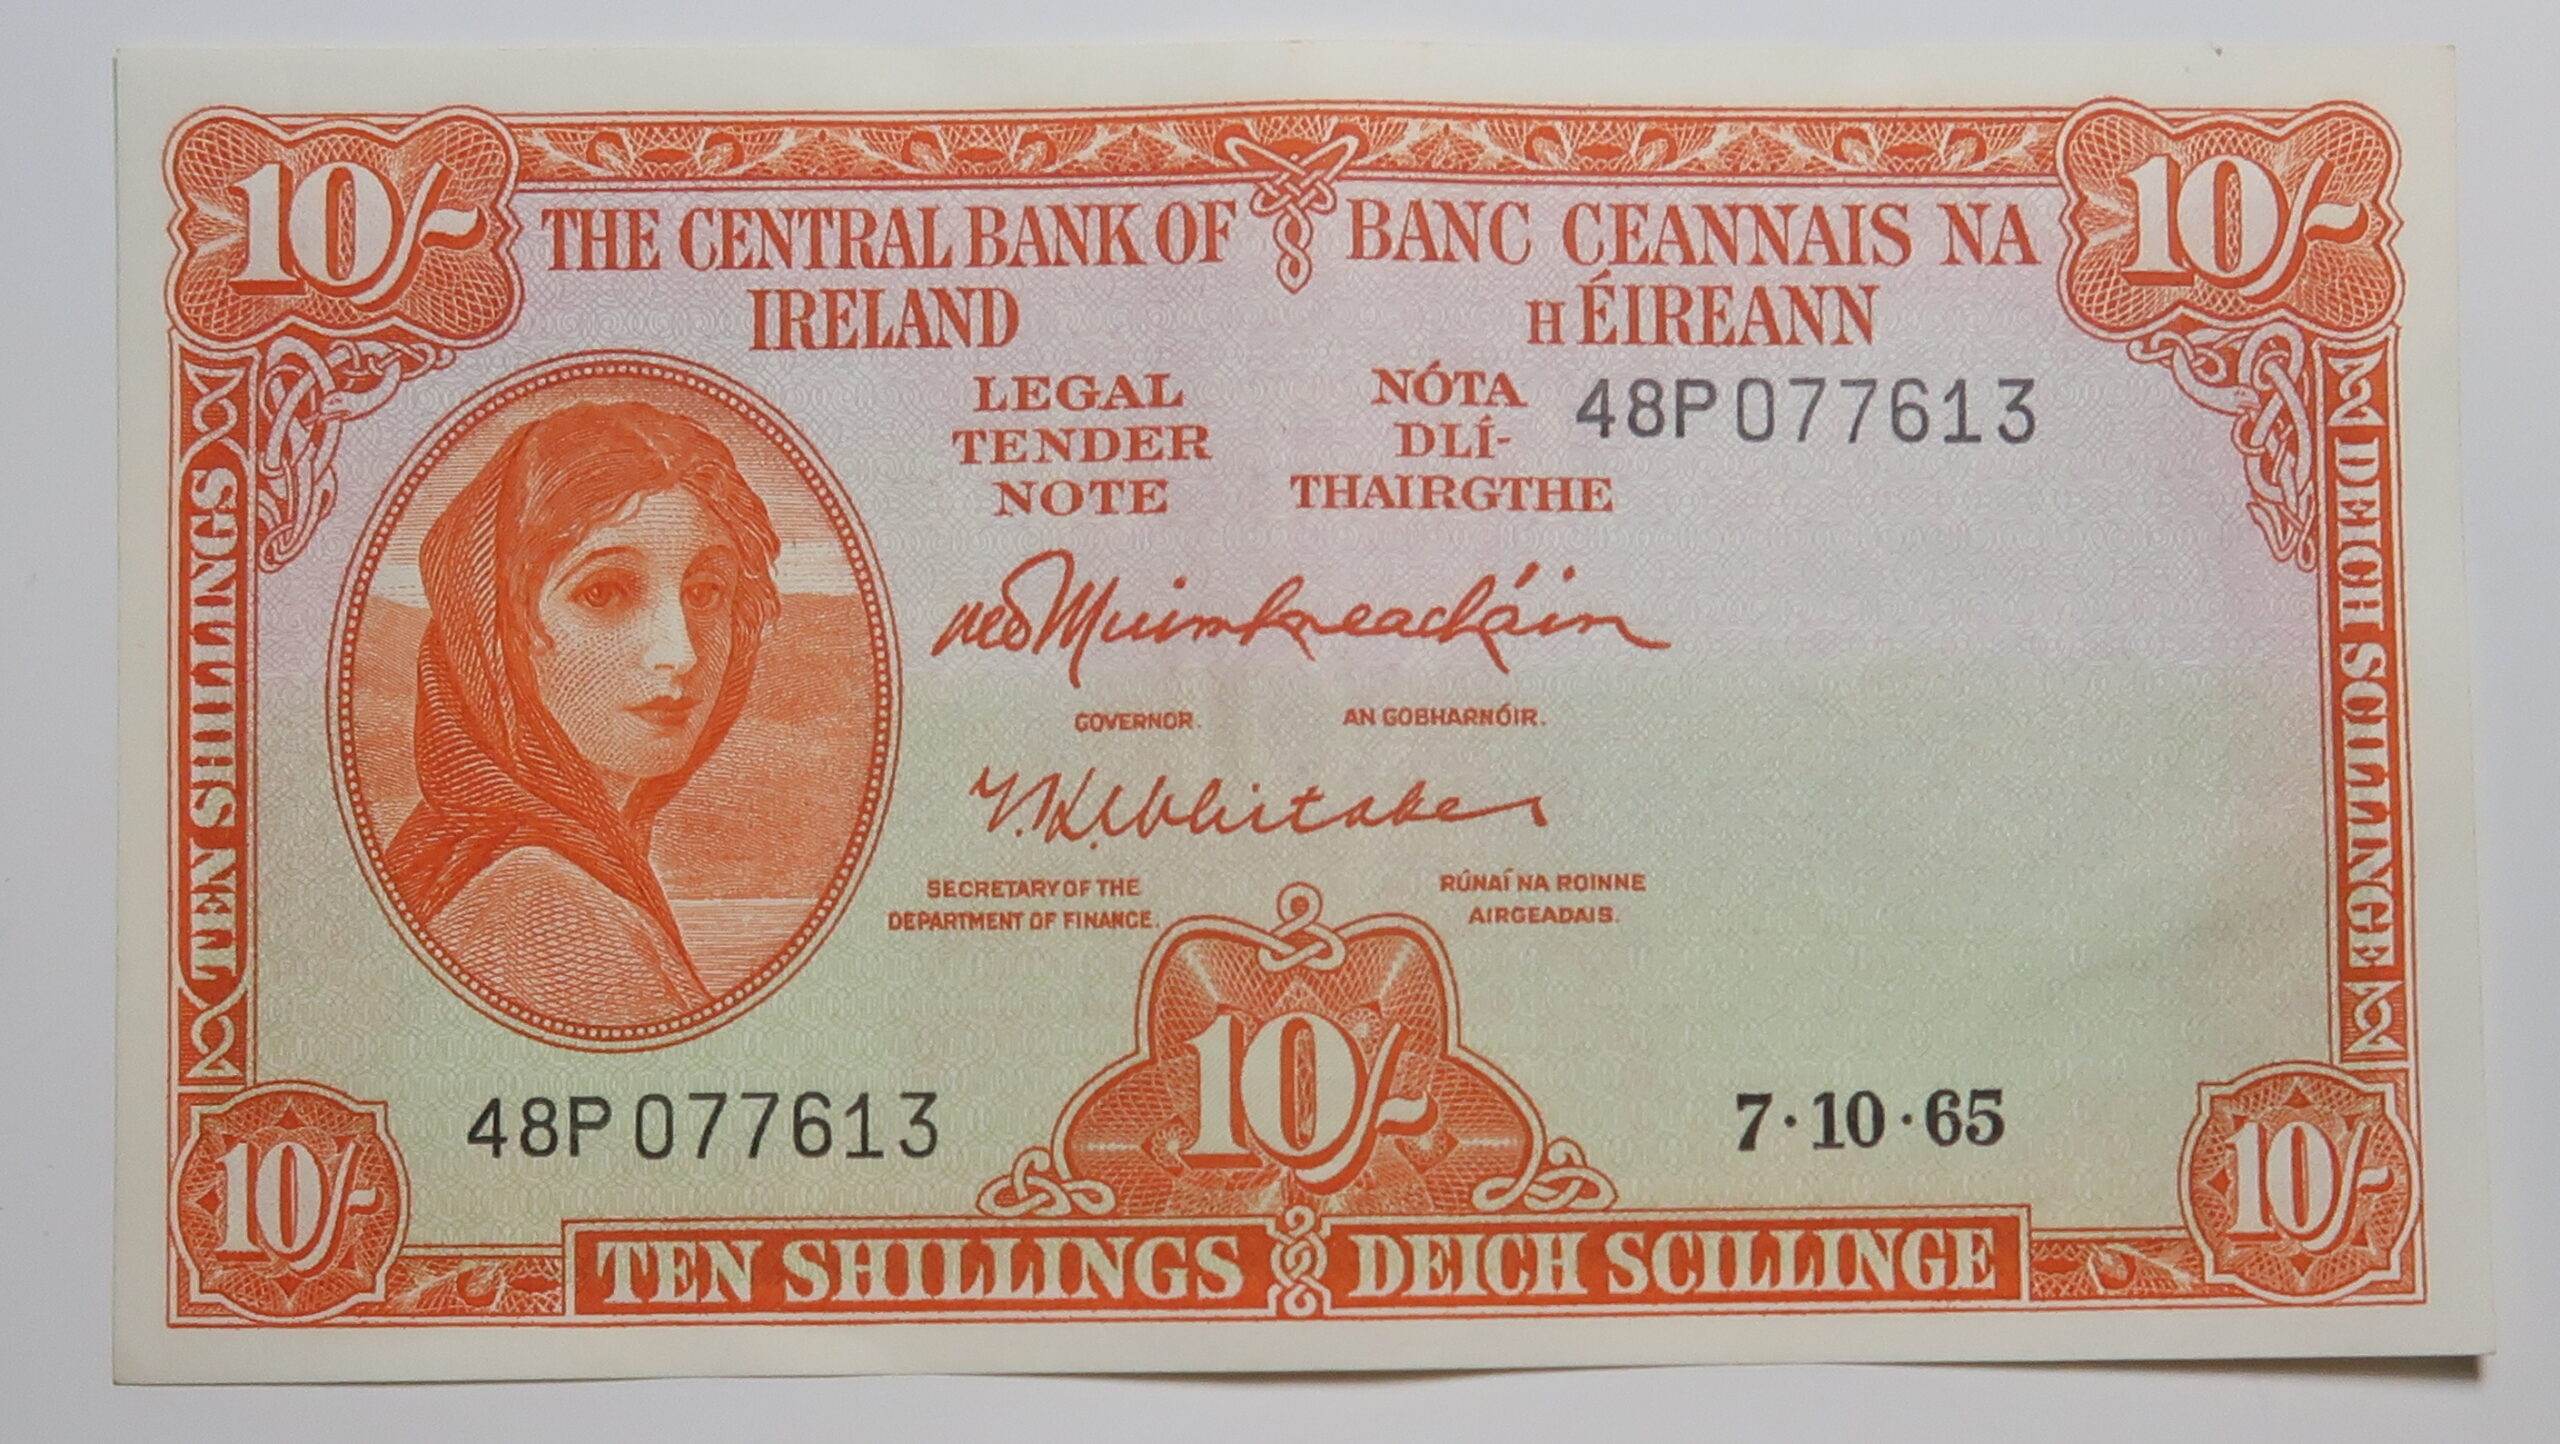 10/-
10/-
THE CENTRAL BANK OF
IRELAND
BANC CEANNAIS NA
H ÉIREANN
LEGAL
TENDER
NOTE
NÓTA
DLÍ-
THAIRGTHE
48P 077613
TEN SHILLINGS
DEICH SCILLINGE
M Ó Muimhneacháin
GOVERNOR.
AN GOBHARNÓIR.
T. K. Whitaker
SECRETARY OF THE
DEPARTMENT OF FINANCE.
RÚNAÍ NA ROINNE
AIRGEADAIS.
48P 077613
10/-
7·10·65
10/-
10/-
TEN SHILLINGS
DEICH SCILLINGE